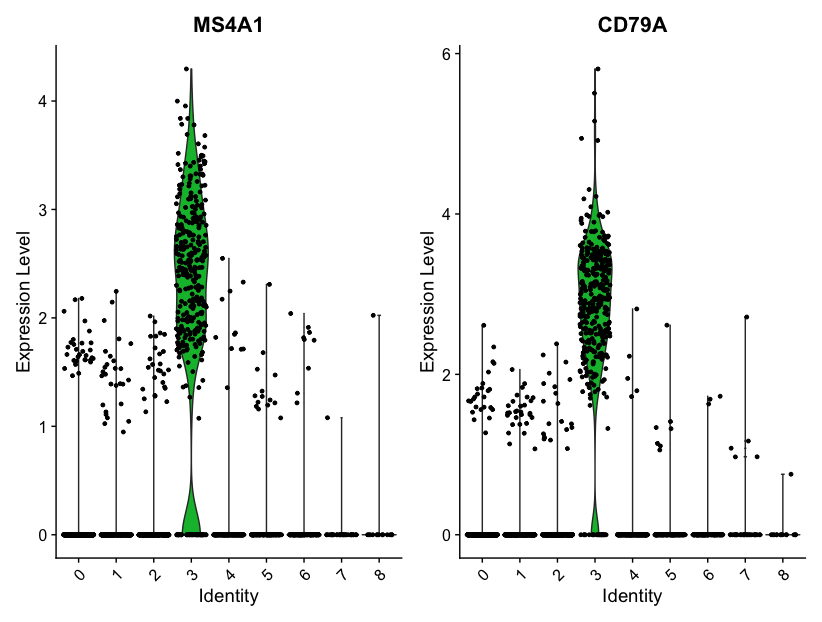 MS4A1
Expression Level
4
3
2
1
0
0 1 2 3 4 5 6 7 8
Identity
CD79A
Expression Level
6
4
2
0
0 1 2 3 4 5 6 7 8
Identity